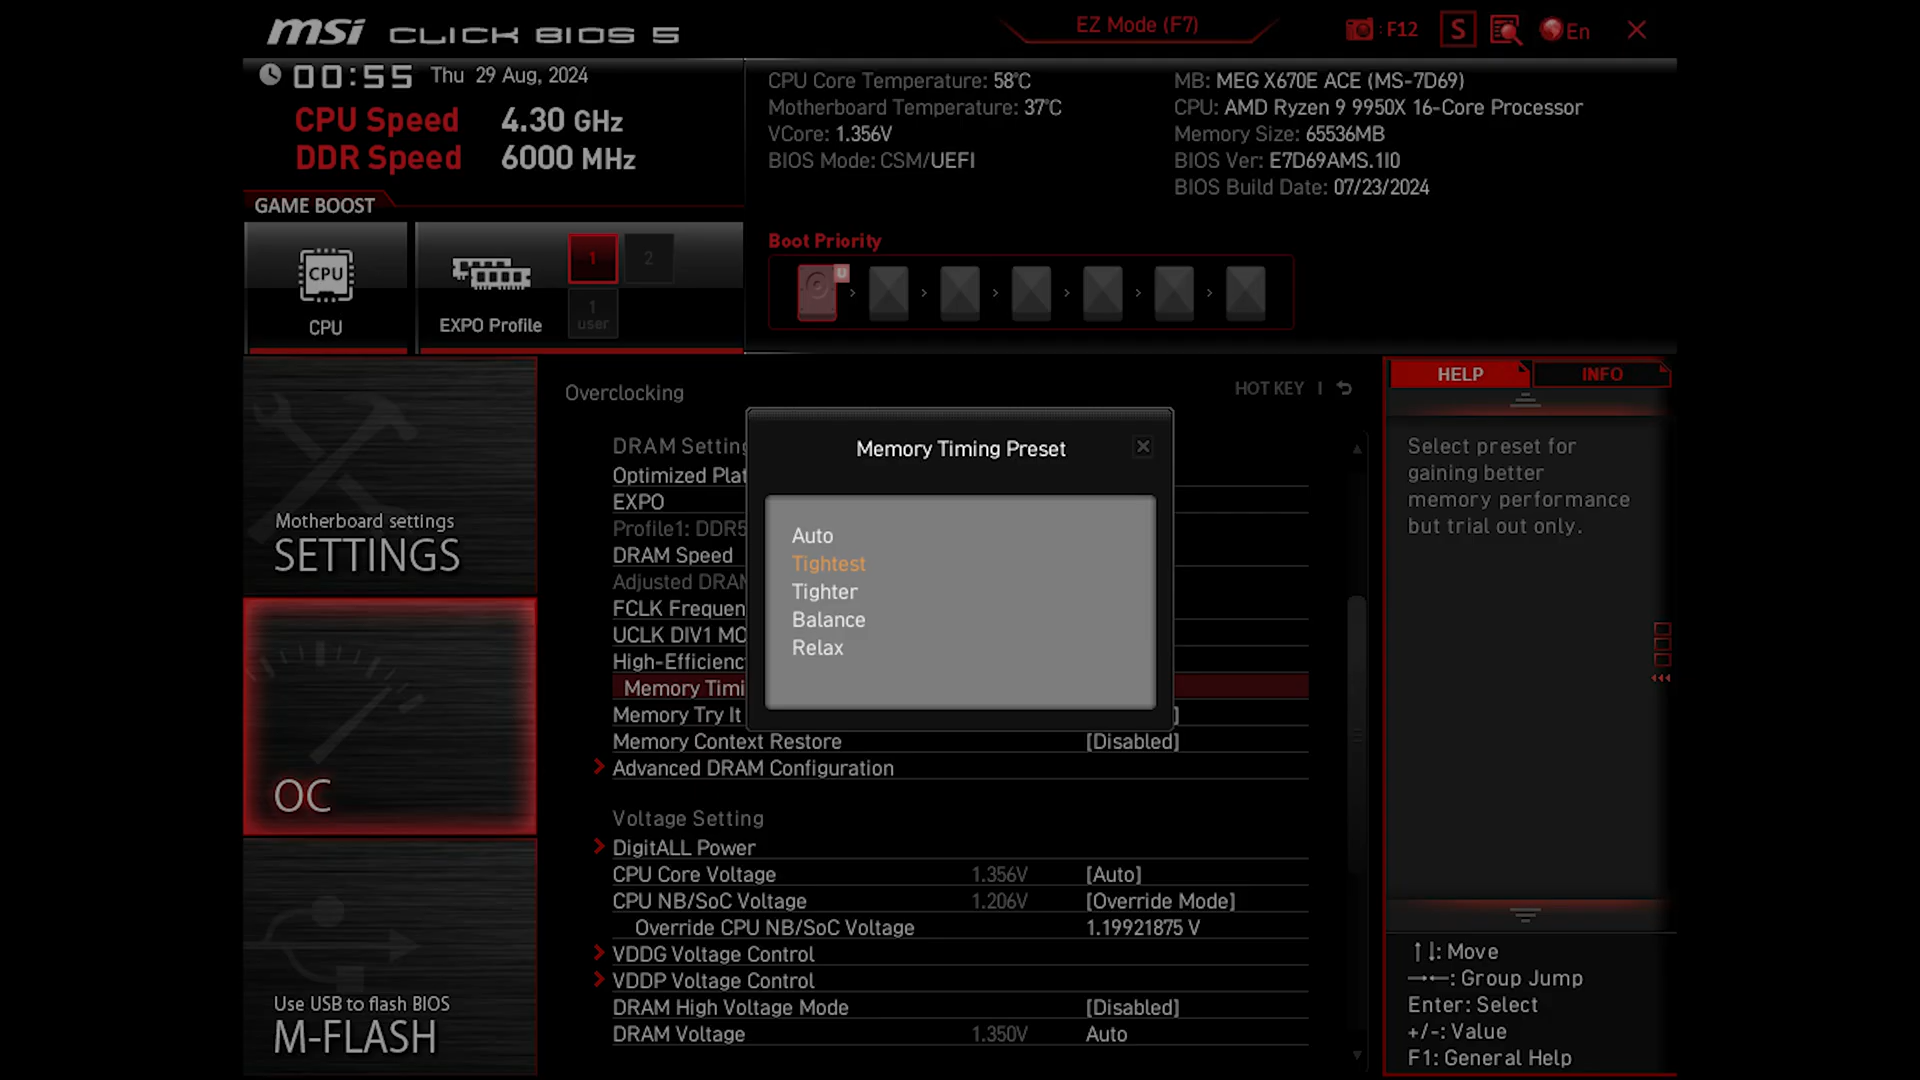 msi CLICK BIOS 5
EZ Mode (F7)
: F12
S
En
00:55 Thu 29 Aug, 2024
CPU Speed 4.30 GHz
DDR Speed 6000 MHz
CPU Core Temperature: 58°C
Motherboard Temperature: 37°C
VCore: 1.356V
BIOS Mode: CSM/UEFI
MB: MEG X670E ACE (MS-7D69)
CPU: AMD Ryzen 9 9950X 16-Core Processor
Memory Size: 65536MB
BIOS Ver: E7D69AMS.1I0
BIOS Build Date: 07/23/2024
GAME BOOST
CPU
CPU
EXPO Profile
1
2
1
user
Boot Priority
U
Motherboard settings
SETTINGS
OC
Use USB to flash BIOS
M-FLASH
Overclocking
HOT KEY
DRAM Setting
Optimized Plat
EXPO
Profile1: DDR5
DRAM Speed
Adjusted DRAM
FCLK Frequen
UCLK DIV1 MO
High-Efficienc
Memory Timi
Memory Try It
Memory Context Restore [Disabled]
Advanced DRAM Configuration
Voltage Setting
DigitALL Power
CPU Core Voltage 1.356V [Auto]
CPU NB/SoC Voltage 1.206V [Override Mode]
Override CPU NB/SoC Voltage 1.19921875 V
VDDG Voltage Control
VDDP Voltage Control
DRAM High Voltage Mode [Disabled]
DRAM Voltage 1.350V Auto
Memory Timing Preset
Auto
Tightest
Tighter
Balance
Relax
HELP
INFO
Select preset for
gaining better
memory performance
but trial out only.
↑↓: Move
→←: Group Jump
Enter: Select
+/-: Value
F1: General Help